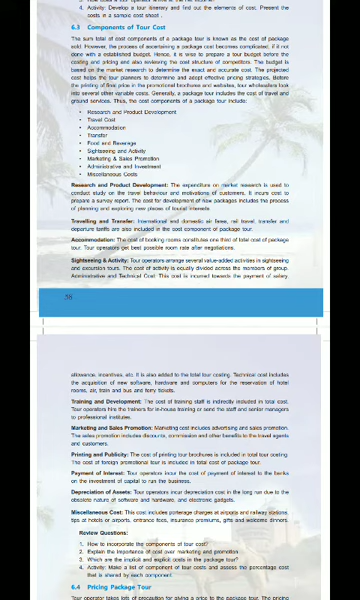 4. Activity: Develop a tour itinerary and find out the elements of cost. Present the
costs in a sample cost sheet.
6.3 Components of Tour Cost
The sum total of cost components of a package tour is known as the cost of package
sold. However, the process of ascertaining a package cost becomes complicated, if it not
done with a established budget. Hence, it is wise to prepare a tour budget before the
costing and pricing and also reviewing the cost structure of competitors. The budget is
based on the market research to determine the exact and accurate cost. The projected
cost helps the tour planners to determine and adopt effective pricing strategies. Before
the printing of final price in the promotional brochures and websites, tour wholesalers look
into several other variable costs. Generally, a package tour includes the cost of travel and
ground services. Thus, the cost components of a package tour include:
• Research and Product Development
• Travel Cost
• Accommodation
• Transfer
• Food and Beverage
• Sightseeing and Activity
• Marketing & Sales Promotion
• Administrative and Investment
• Miscellaneous Costs
Research and Product Development: The expenditure on market research is used to
conduct study on the travel behaviour and motivations of customers. It incurs cost to
prepare a survey report. The cost for development of new packages includes the process
of planning and exploring new places of tourist interests.
Travelling and Transfer: International and domestic air fares, rail travel, transfer and
departure tariffs are also included in the cost component of package tour.
Accommodation: The cost of booking rooms constitutes one third of total cost of package
tour. Tour operators get best possible room rate after negotiations.
Sightseeing & Activity: Tour operators arrange several value-added activities in sightseeing
and excursion tours. The cost of activity is equally divided across the members of group.
Administrative and Technical Cost: This cost is incurred towards the payment of salary,
58
allowance, incentives, etc. It is also added to the total tour costing. Technical cost includes
the acquisition of new software, hardware and computers for the reservation of hotel
rooms, air, train and bus and ferry tickets.
Training and Development: The cost of training staff is indirectly included in total cost.
Tour operators hire the trainers for in-house training or send the staff and senior managers
to professional institutes.
Marketing and Sales Promotion: Marketing cost includes advertising and sales promotion.
The sales promotion includes discounts, commission and other benefits to the travel agents
and customers.
Printing and Publicity: The cost of printing tour brochures is included in total tour costing.
The cost of foreign promotional tour is included in total cost of package tour.
Payment of Interest: Tour operators incur the cost of payment of interest to the banks
on the investment of capital to run the business.
Depreciation of Assets: Tour operators incur depreciation cost in the long run due to the
obsolete nature of software and hardware, and electronic gadgets.
Miscellaneous Cost: This cost includes porterage charges at airports and railway stations,
tips at hotels or airports, entrance fees, insurance premiums, gifts and welcome dinners.
Review Questions:
1. How to incorporate the components of tour cost?
2. Explain the importance of cost over marketing and promotion
3. Which are the implicit and explicit costs in the package tour?
4. Activity: Make a list of component of tour costs and assess the percentage cost
that is shared by each component.
6.4 Pricing Package Tour
Tour operator takes lots of precaution for giving a price to the package tour. The pricing